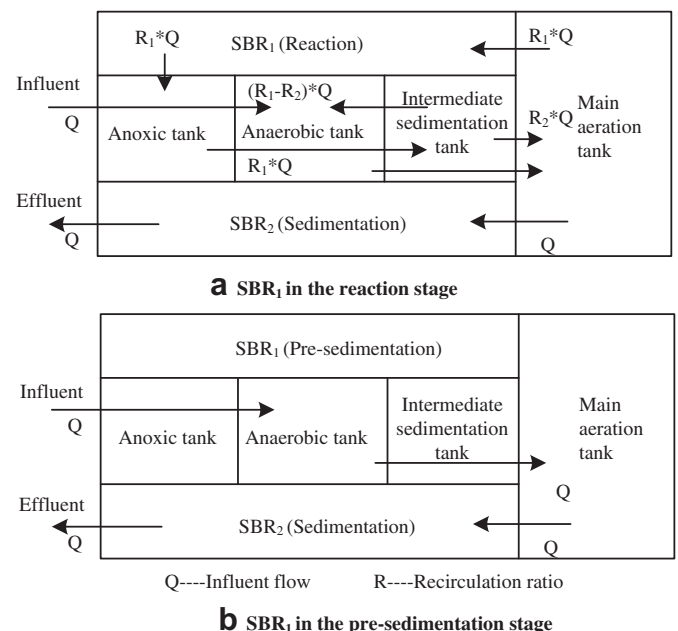 R₁*Q
SBR₁ (Reaction)
R₁*Q
Influent
Q
(R₁-R₂)*Q
Anoxic tank
Anaerobic tank
Intermediate
sedimentation
tank
R₂*Q
Main
aeration
tank
R₁*Q
Effluent
Q
SBR₂ (Sedimentation)
Q
a SBR₁ in the reaction stage
SBR₁ (Pre-sedimentation)
Influent
Q
Anoxic tank
Anaerobic tank
Intermediate
sedimentation
tank
Main
aeration
tank
Q
Effluent
Q
SBR₂ (Sedimentation)
Q
Q----Influent flow
R----Recirculation ratio
b SBR₁ in the pre-sedimentation stage